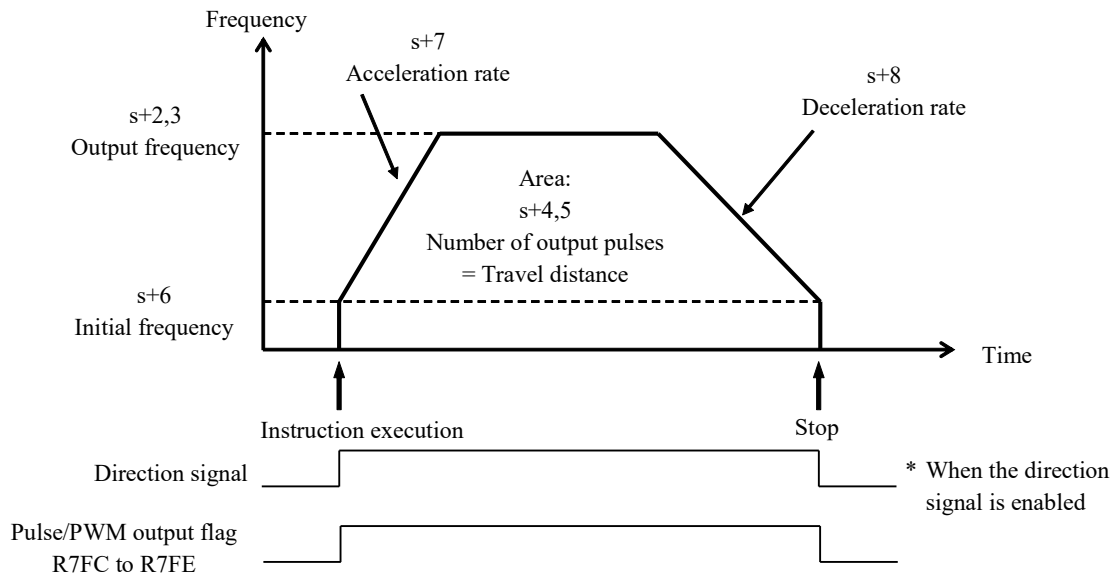 Frequency
s+7
Acceleration rate
s+8
Deceleration rate
s+2,3
Output frequency
Area:
s+4,5
Number of output pulses
= Travel distance
s+6
Initial frequency
Time
Instruction execution
Stop
Direction signal
* When the direction
signal is enabled
Pulse/PWM output flag
R7FC to R7FE